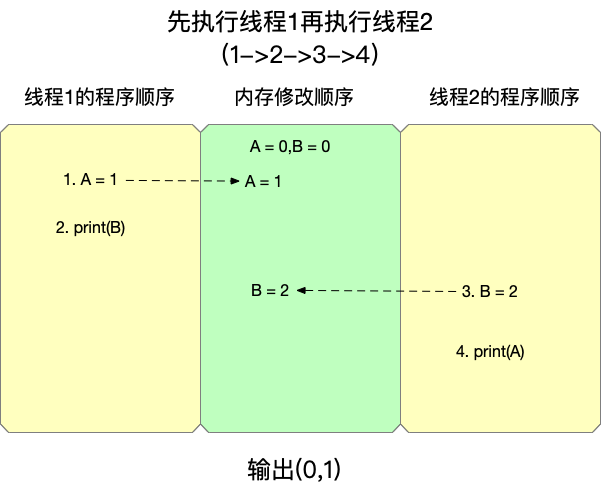 先执行线程1再执行线程2
(1->2->3->4)
线程1的程序顺序
内存修改顺序
线程2的程序顺序
A = 0,B = 0
1. A = 1
A = 1
2. print(B)
B = 2
3. B = 2
4. print(A)
输出(0,1)